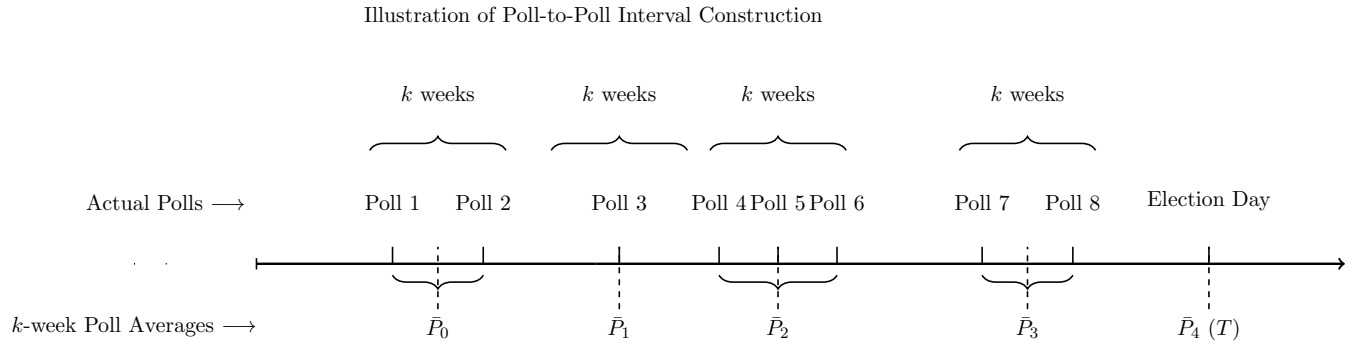 Illustration of Poll-to-Poll Interval Construction
k weeks k weeks k weeks k weeks
Actual Polls ⟶ Poll 1 Poll 2 Poll 3 Poll 4 Poll 5 Poll 6 Poll 7 Poll 8 Election Day
k-week Poll Averages ⟶ P̄₀ P̄₁ P̄₂ P̄₃ P̄₄ (T)